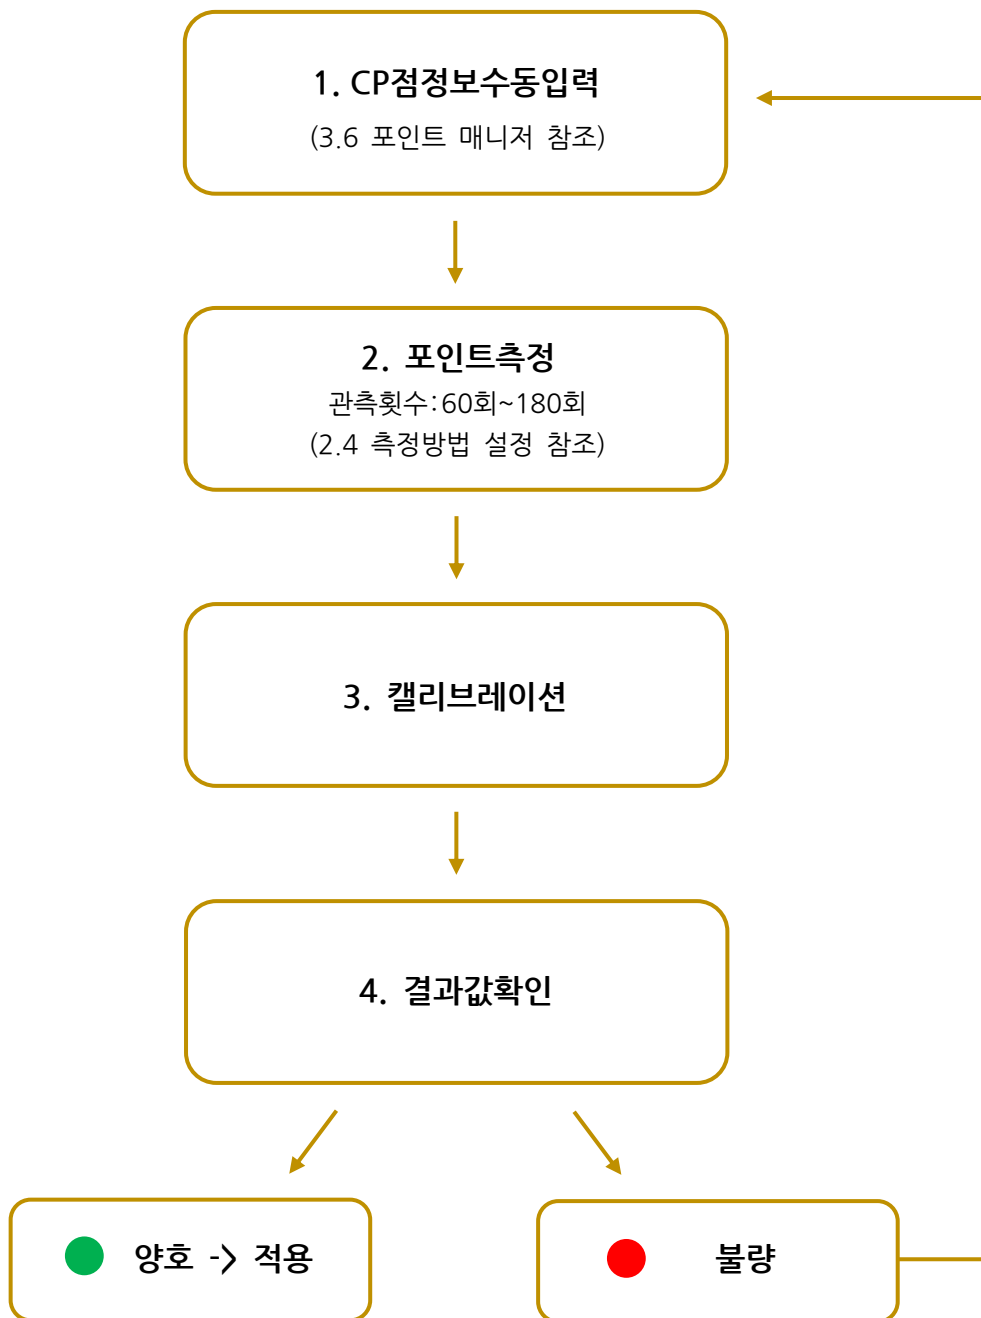 1. CP점정보수동입력
(3.6 포인트 매니저 참조)
2. 포인트측정
관측횟수:60회~180회
(2.4 측정방법 설정 참조)
3. 캘리브레이션
4. 결과값확인
양호 -> 적용
불량